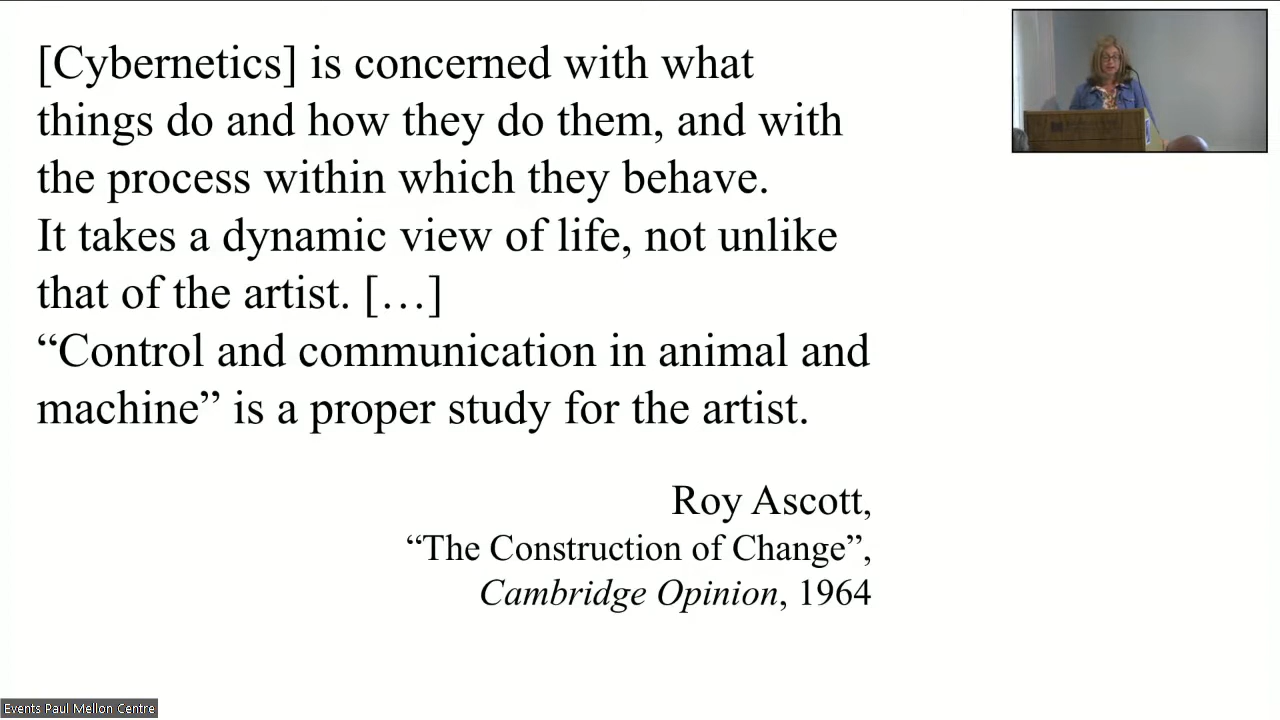 [Cybernetics] is concerned with what
things do and how they do them, and with
the process within which they behave.
It takes a dynamic view of life, not unlike
that of the artist. […]
“Control and communication in animal and
machine” is a proper study for the artist.
Roy Ascott,
“The Construction of Change”,
Cambridge Opinion, 1964
Events Paul Mellon Centre